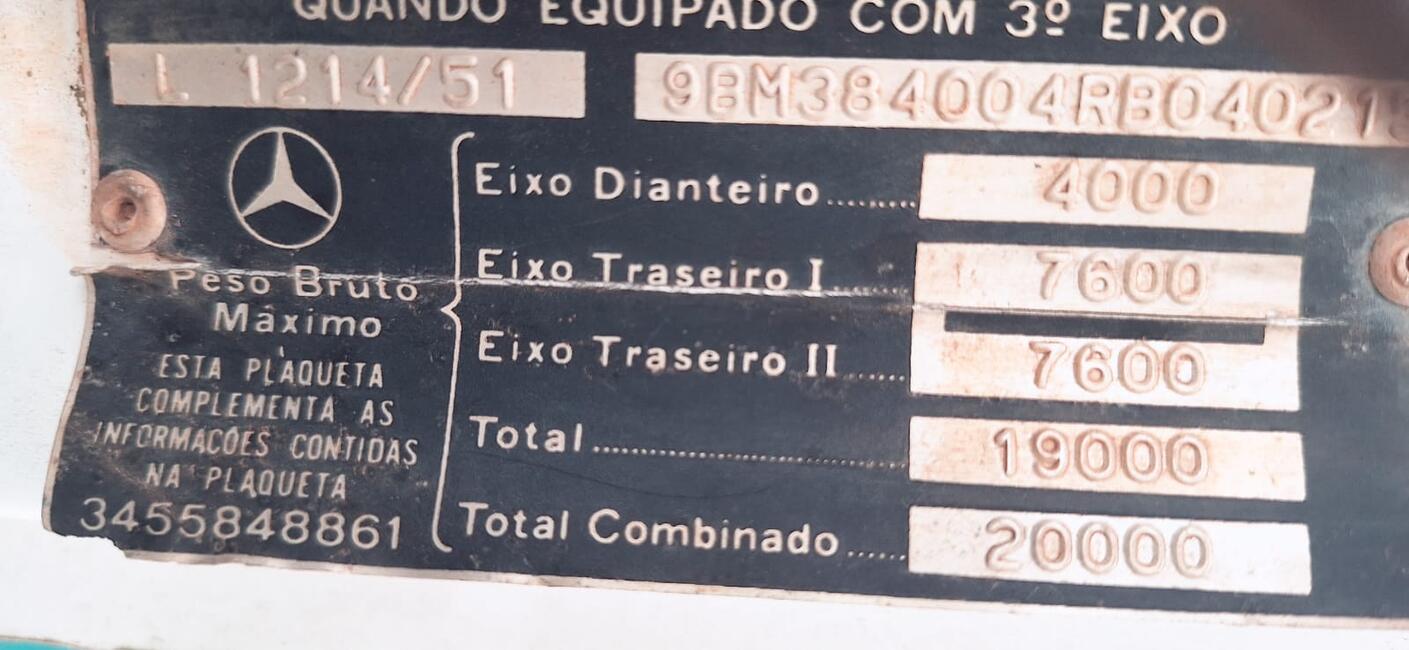 QUANDO EQUIPADO COM 3º EIXO
L 1214/51
Eixo Dianteiro......... 4000
Eixo Traseiro I........ 7600
Eixo Traseiro II...... 7600
Total................................ 19000
Total Combinado...... 20000
Peso Bruto
Máximo
ESTA PLAQUETA
COMPLEMENTA AS
INFORMAÇÕES CONTIDAS
NA PLAQUETA
3455848861